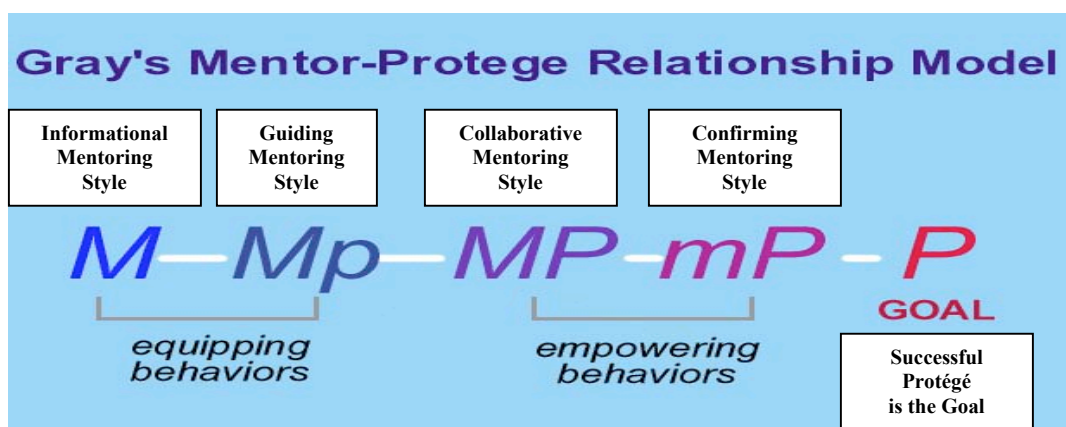 Gray's Mentor-Protege Relationship Model
Informational
Mentoring
Style
Guiding
Mentoring
Style
Collaborative
Mentoring
Style
Confirming
Mentoring
Style
M — Mp — MP – mP – P
equipping
behaviors
empowering
behaviors
GOAL
Successful
Protégé
is the Goal